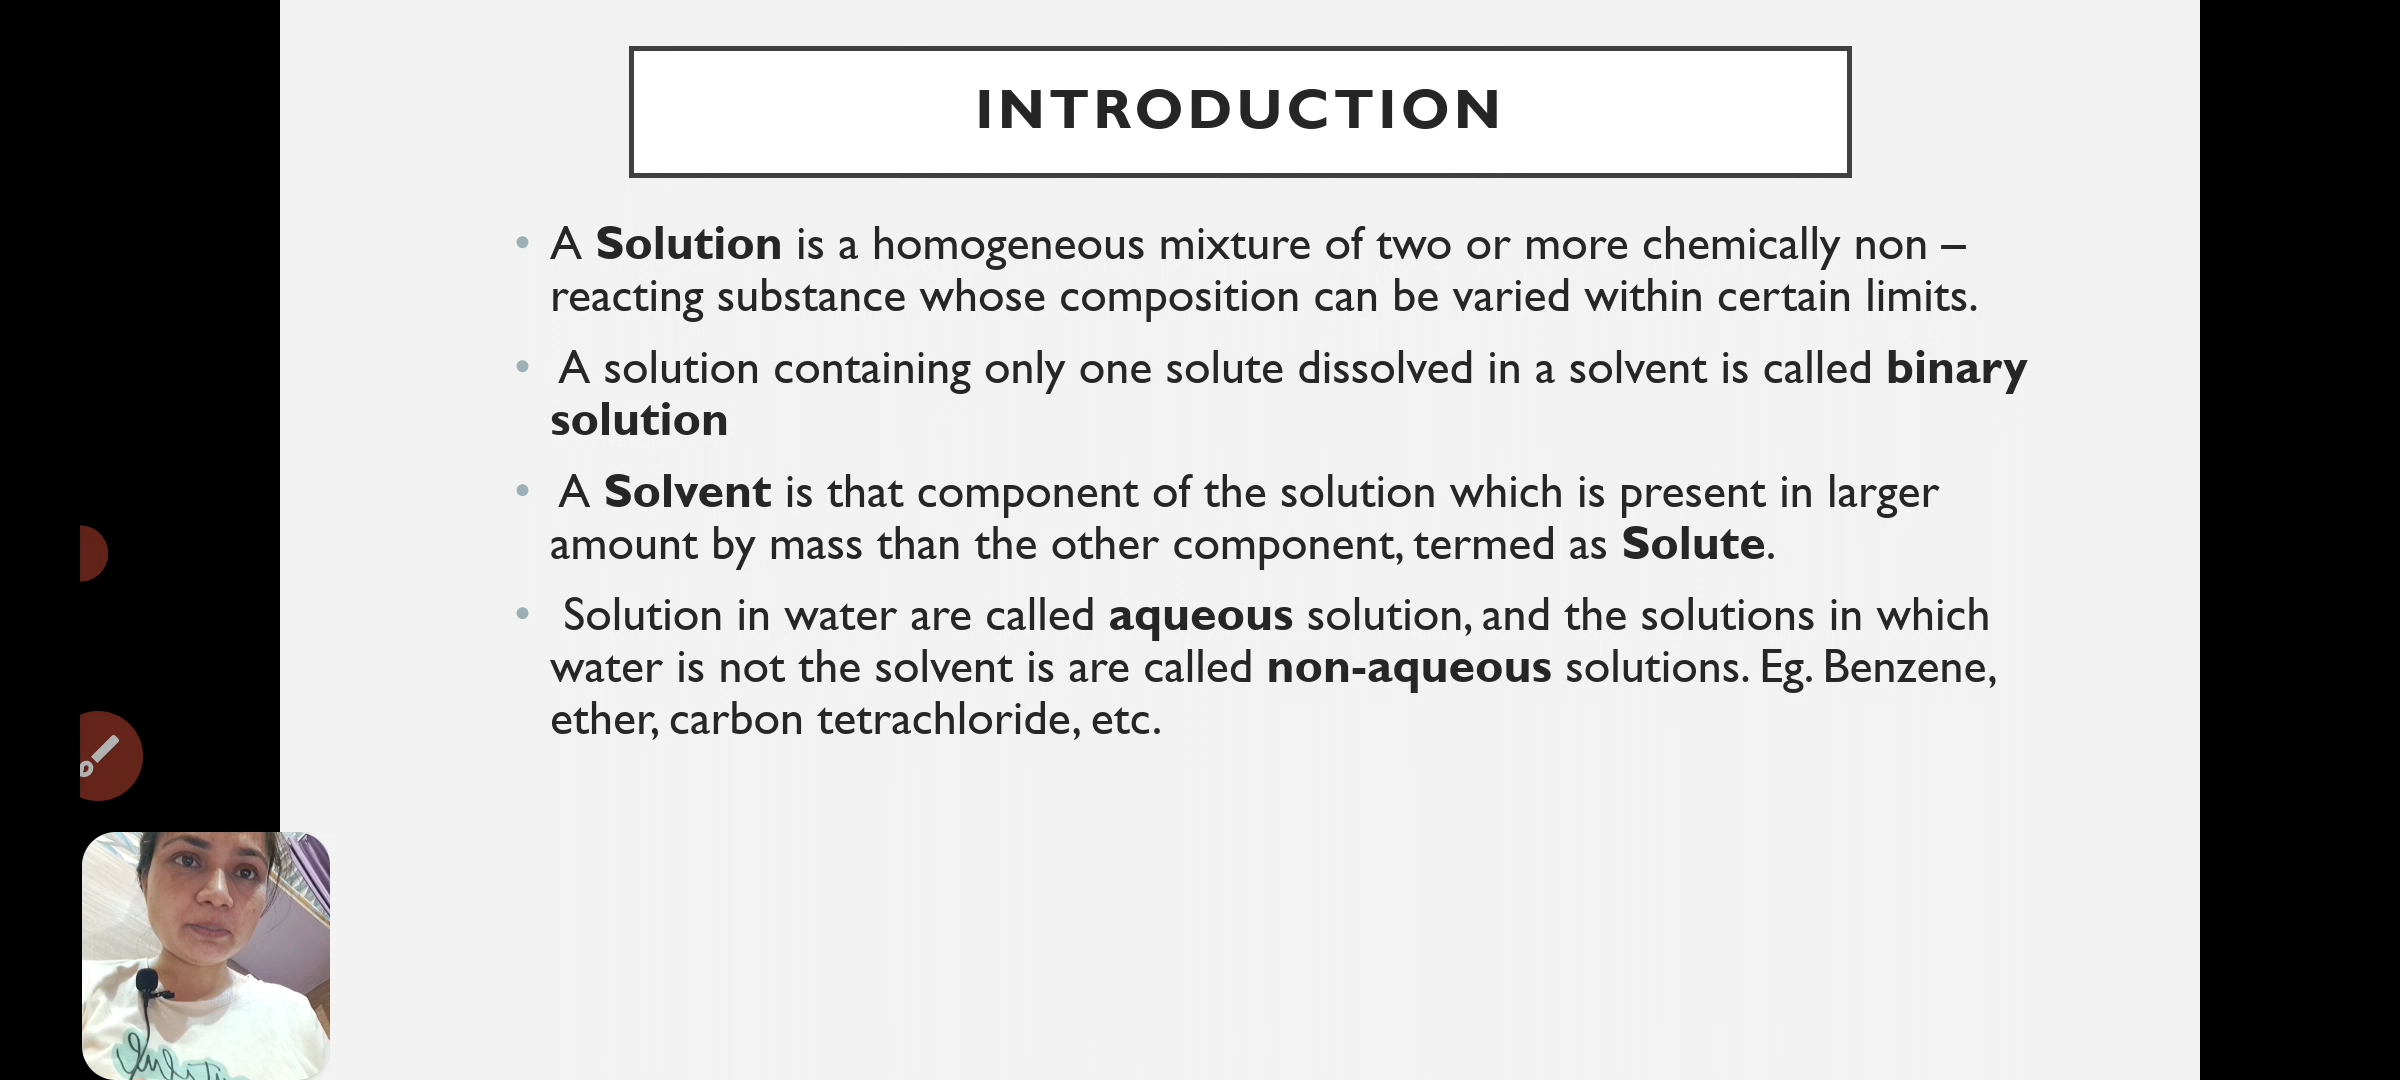 INTRODUCTION
• A Solution is a homogeneous mixture of two or more chemically non –
reacting substance whose composition can be varied within certain limits.
• A solution containing only one solute dissolved in a solvent is called binary
solution
• A Solvent is that component of the solution which is present in larger
amount by mass than the other component, termed as Solute.
• Solution in water are called aqueous solution, and the solutions in which
water is not the solvent is are called non-aqueous solutions. Eg. Benzene,
ether, carbon tetrachloride, etc.